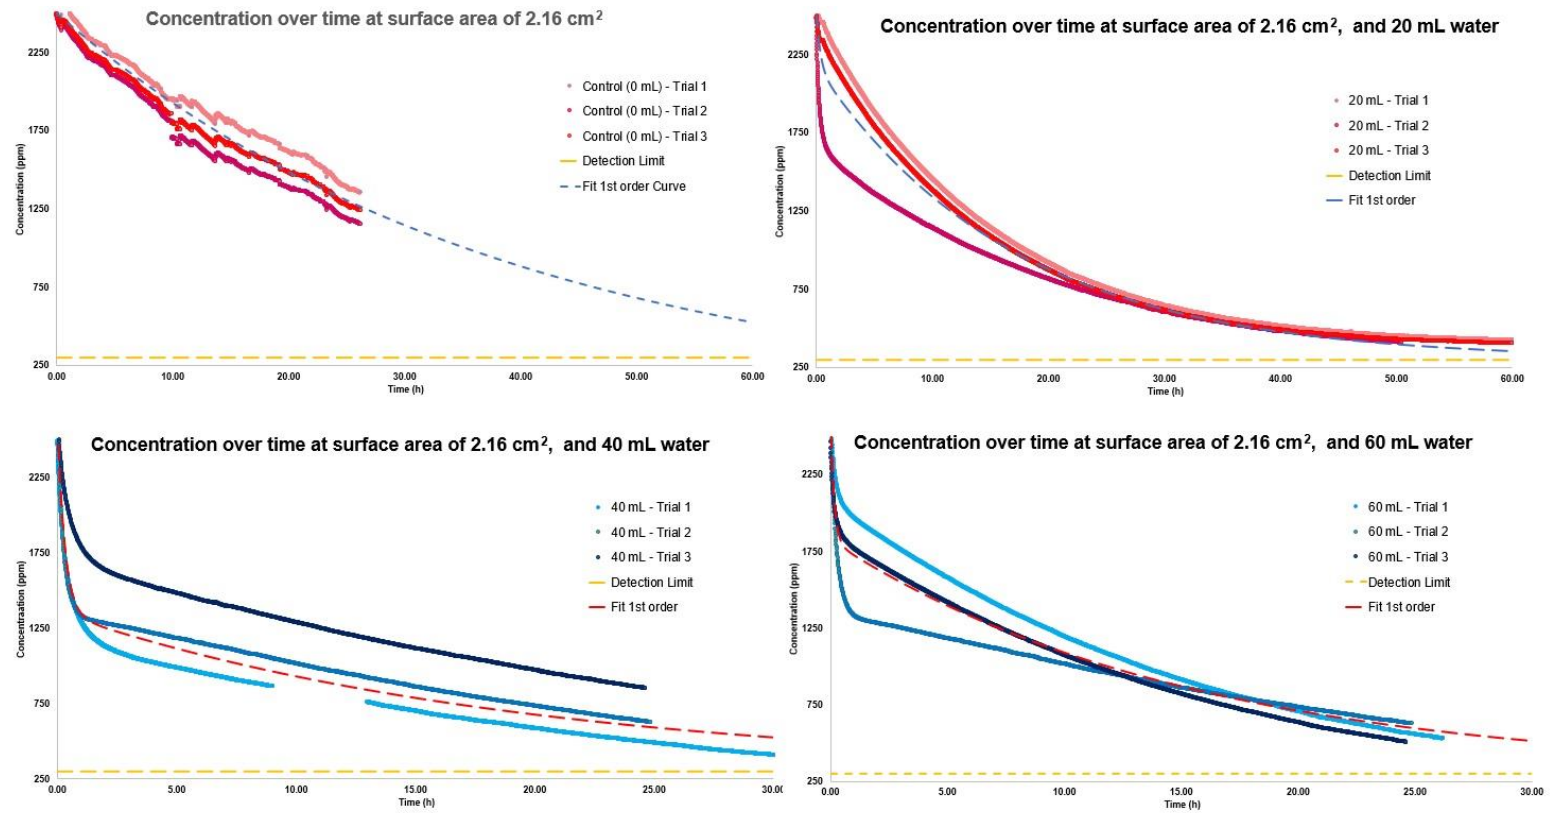 Concentration over time at surface area of 2.16 cm²
Concentration (ppm)
2250
1750
1250
750
250
0.00 10.00 20.00 30.00 40.00 50.00 60.00
Time (h)
Control (0 mL) - Trial 1
Control (0 mL) - Trial 2
Control (0 mL) - Trial 3
Detection Limit
Fit 1st order Curve
Concentration over time at surface area of 2.16 cm², and 20 mL water
Concentration (ppm)
2250
1750
1250
750
250
0.00 10.00 20.00 30.00 40.00 50.00 60.00
Time (h)
20 mL - Trial 1
20 mL - Trial 2
20 mL - Trial 3
Detection Limit
Fit 1st order
Concentration over time at surface area of 2.16 cm², and 40 mL water
Concentraation (ppm)
2250
1750
1250
750
250
0.00 5.00 10.00 15.00 20.00 25.00 30.00
Time (h)
40 mL - Trial 1
40 mL - Trial 2
40 mL - Trial 3
Detection Limit
Fit 1st order
Concentration over time at surface area of 2.16 cm², and 60 mL water
Concentration (ppm)
2250
1750
1250
750
250
0.00 5.00 10.00 15.00 20.00 25.00 30.00
Time (h)
60 mL - Trial 1
60 mL - Trial 2
60 mL - Trial 3
Detection Limit
Fit 1st order